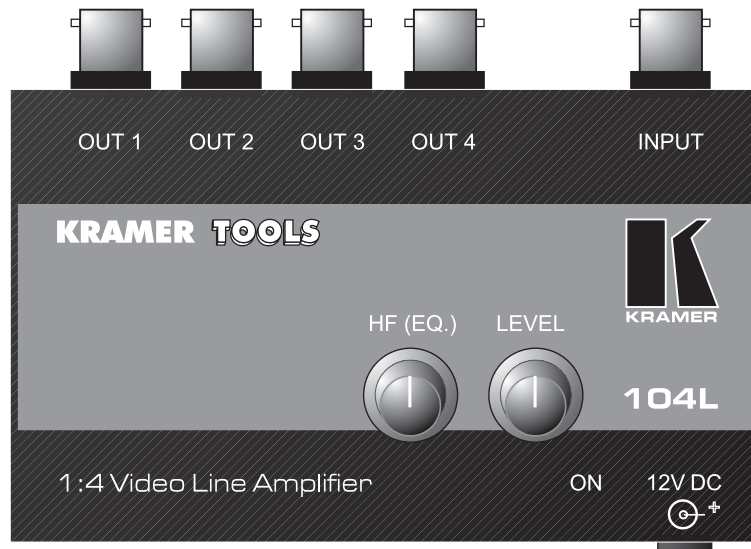 OUT 1 OUT 2 OUT 3 OUT 4 INPUT
KRAMER TOOLS
K
KRAMER
HF (EQ.) LEVEL
104L
1:4 Video Line Amplifier ON 12V DC
+